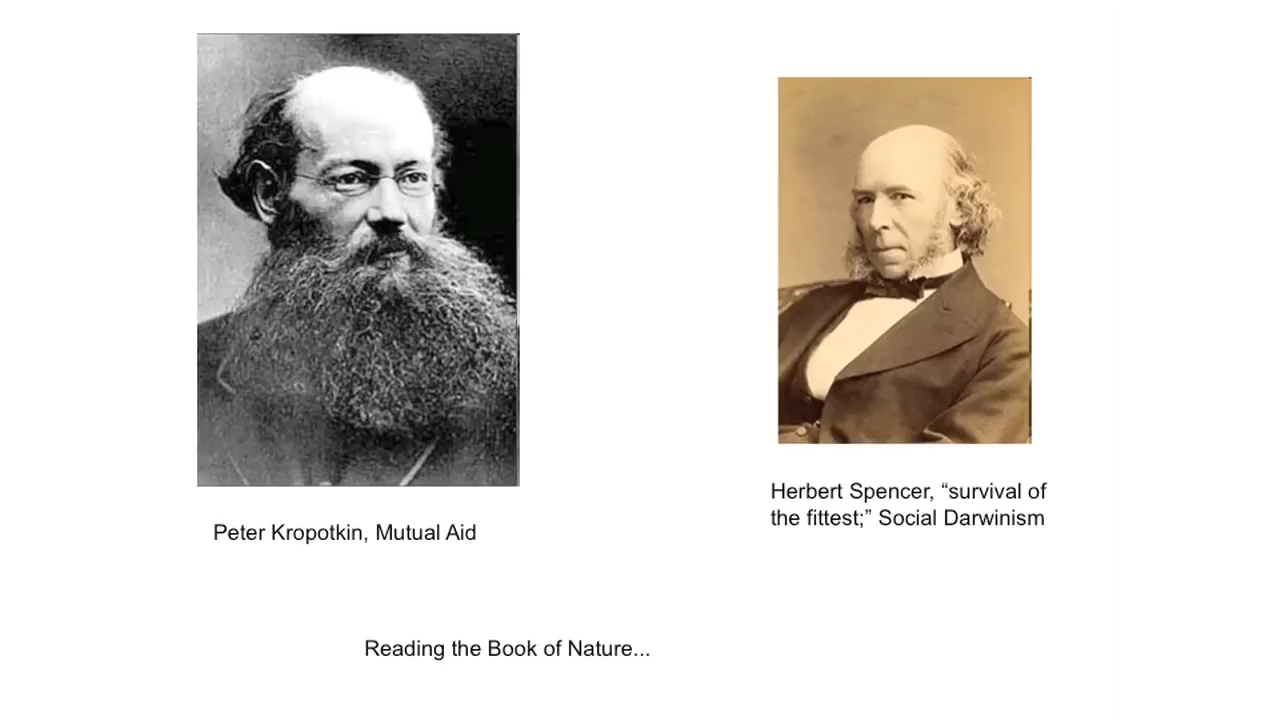 Peter Kropotkin, Mutual Aid
Herbert Spencer, “survival of
the fittest;” Social Darwinism
Reading the Book of Nature...